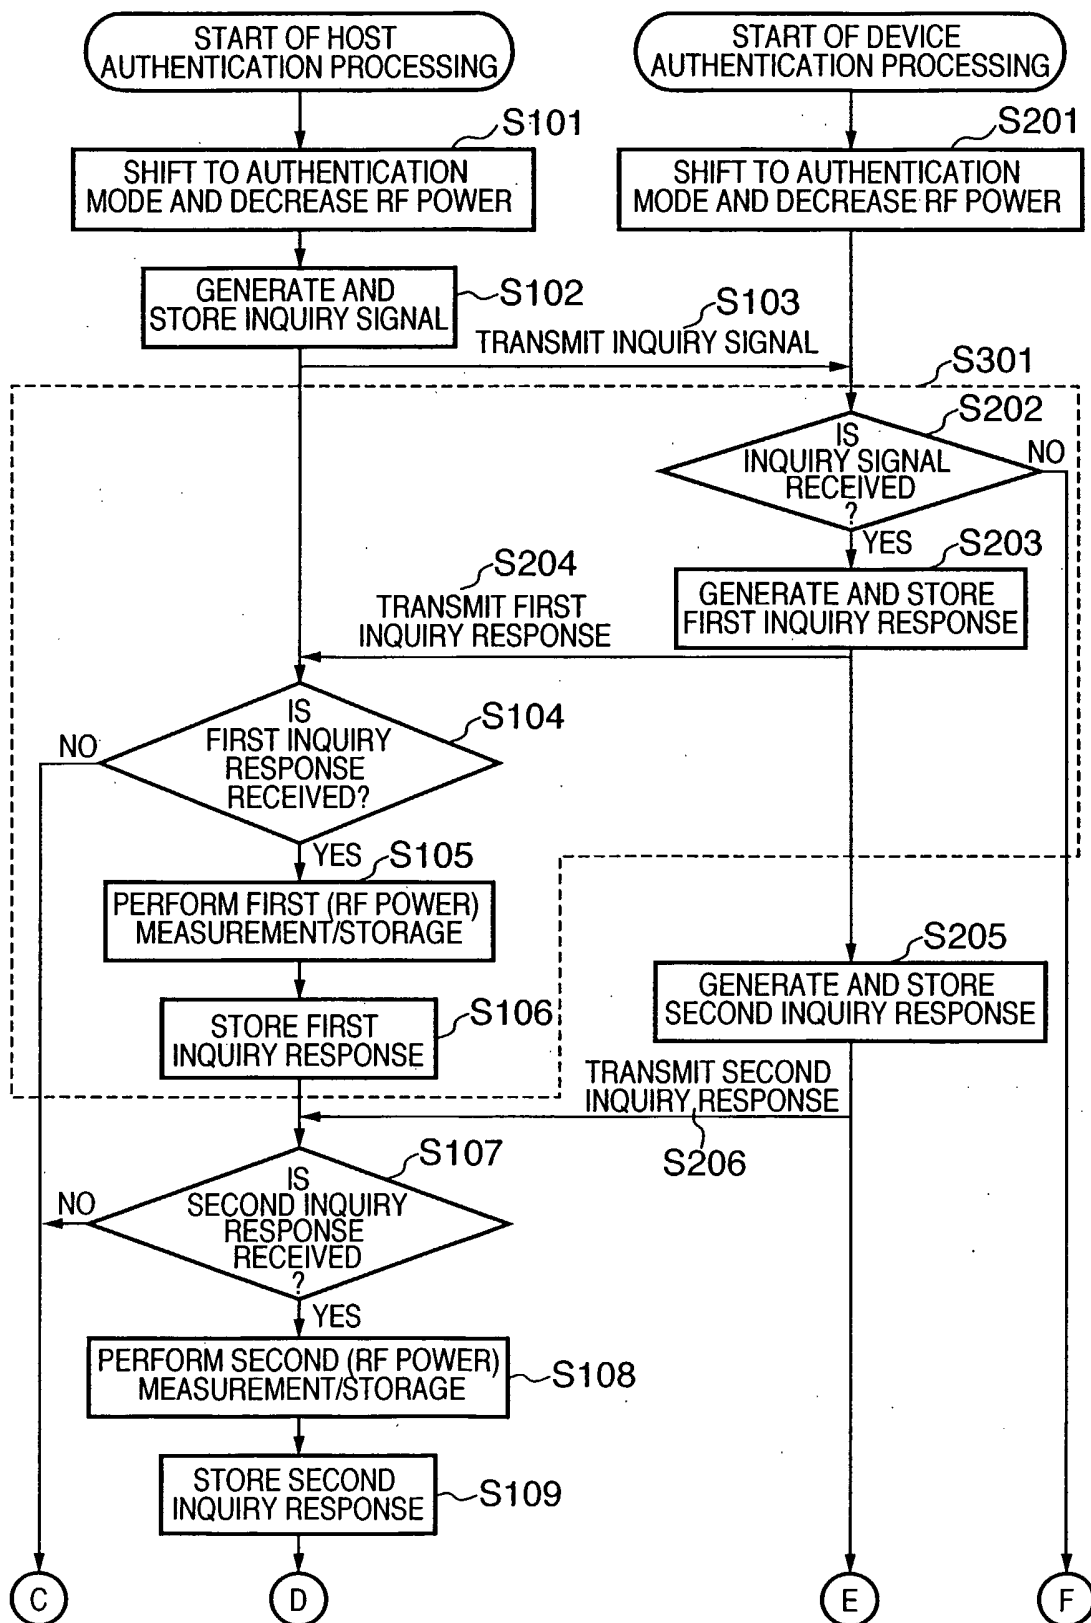 START OF HOST
AUTHENTICATION PROCESSING
START OF DEVICE
AUTHENTICATION PROCESSING
S101
S201
SHIFT TO AUTHENTICATION
MODE AND DECREASE RF POWER
SHIFT TO AUTHENTICATION
MODE AND DECREASE RF POWER
GENERATE AND
STORE INQUIRY SIGNAL
S102
S103
TRANSMIT INQUIRY SIGNAL
S301
S202
IS
INQUIRY SIGNAL
RECEIVED
?
NO
YES
S203
S204
TRANSMIT FIRST
INQUIRY RESPONSE
GENERATE AND STORE
FIRST INQUIRY RESPONSE
IS
FIRST INQUIRY
RESPONSE
RECEIVED?
S104
NO
YES
S105
PERFORM FIRST (RF POWER)
MEASUREMENT/STORAGE
S205
GENERATE AND STORE
SECOND INQUIRY RESPONSE
STORE FIRST
INQUIRY RESPONSE
S106
TRANSMIT SECOND
INQUIRY RESPONSE
S206
S107
IS
SECOND INQUIRY
RESPONSE
RECEIVED
?
NO
YES
PERFORM SECOND (RF POWER)
MEASUREMENT/STORAGE
S108
STORE SECOND
INQUIRY RESPONSE
S109
C
D
E
F